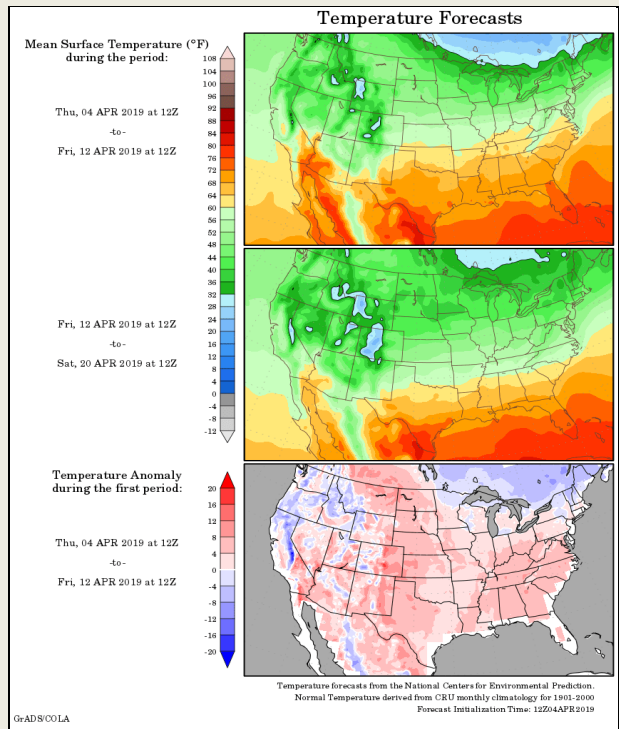 Temperature Forecasts
Mean Surface Temperature (°F)
during the period:
108
104
100
96
92
88
84
80
76
72
68
64
60
56
52
48
44
40
36
32
28
24
20
16
12
8
4
0
-4
-8
-12
Thu, 04 APR 2019 at 12Z
-to-
Fri, 12 APR 2019 at 12Z
Fri, 12 APR 2019 at 12Z
-to-
Sat, 20 APR 2019 at 12Z
Temperature Anomaly
during the first period:
20
16
12
8
4
0
-4
-8
-12
-16
-20
Thu, 04 APR 2019 at 12Z
-to-
Fri, 12 APR 2019 at 12Z
Temperature forecasts from the National Centers for Environmental Prediction.
Normal Temperature derived from CRU monthly climatology for 1901-2000
Forecast Initialization Time: 12Z04APR2019
GrADS/COLA